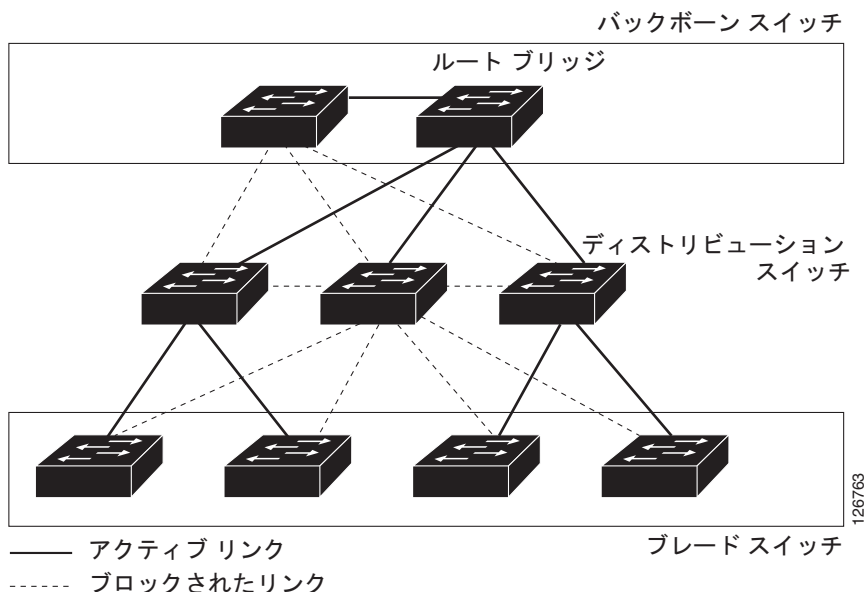 バックボーン スイッチ
ルート ブリッジ
ディストリビューション
スイッチ
126763
ブレード スイッチ
アクティブ リンク
ブロックされたリンク